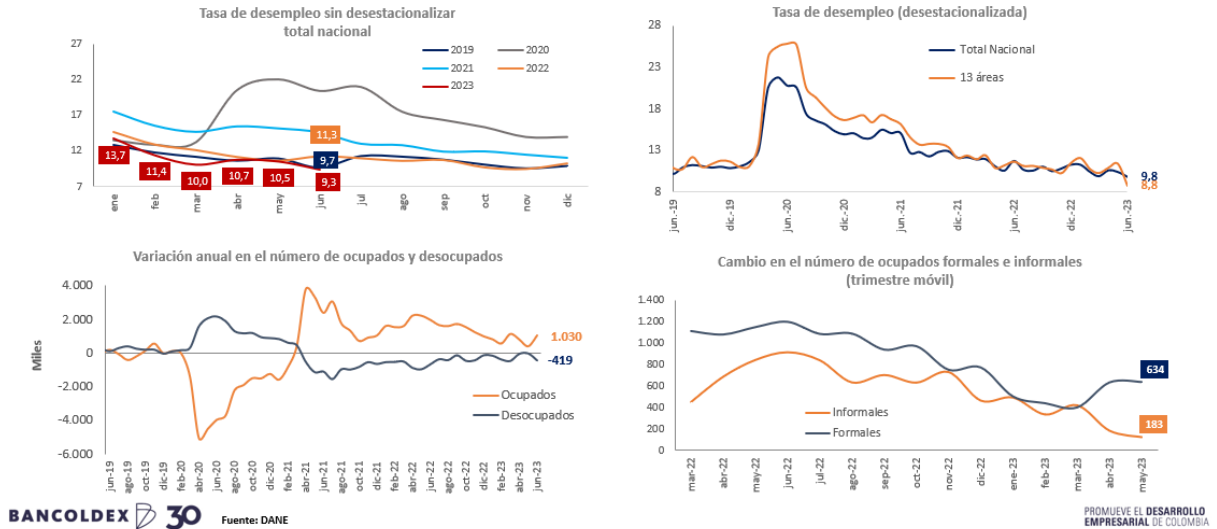 Tasa de desempleo sin desestacionalizar
total nacional
27
22
17
12
7
2019
2020
2021
2022
2023
13,7
11,4
10,0
10,7
10,5
11,3
9,7
9,3
ene
feb
mar
abr
may
jun
jul
ago
sep
oct
nov
dic
Tasa de desempleo (desestacionalizada)
28
23
18
13
8
Total Nacional
13 áreas
9,8
8,8
jun.-19
dic.-19
jun.-20
dic.-20
jun.-21
dic.-21
jun.-22
dic.-22
jun.-23
Variación anual en el número de ocupados y desocupados
Miles
4.000
2.000
0
-2.000
-4.000
-6.000
1.030
-419
Ocupados
Desocupados
jun-19
ago-19
oct-19
dic-19
feb-20
abr-20
jun-20
ago-20
oct-20
dic-20
feb-21
abr-21
jun-21
ago-21
oct-21
dic-21
feb-22
abr-22
jun-22
ago-22
oct-22
dic-22
feb-23
abr-23
jun-23
Cambio en el número de ocupados formales e informales
(trimestre móvil)
1.400
1.200
1.000
800
600
400
200
0
634
183
Informales
Formales
mar-22
abr-22
may-22
jun-22
jul-22
ago-22
sep-22
oct-22
nov-22
dic-22
ene-23
feb-23
mar-23
abr-23
may-23
BANCOLDEX 30
Fuente: DANE
PROMUEVE EL DESARROLLO
EMPRESARIAL DE COLOMBIA